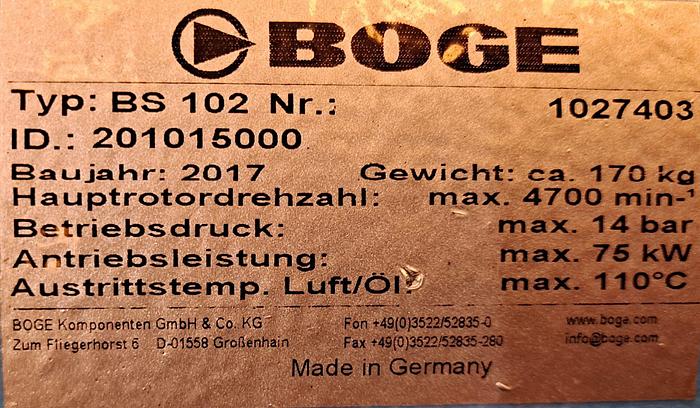 BOGE
Typ: BS 102 Nr.: 1027403
ID.: 201015000
Baujahr: 2017 Gewicht: ca. 170 kg
Hauptrotordrehzahl: max. 4700 min-¹
Betriebsdruck: max. 14 bar
Antriebsleistung: max. 75 kW
Austrittstemp. Luft/Öl: max. 110°C
BOGE Komponenten GmbH & Co. KG Fon +49(0)3522/52835-0 www.boge.com
Zum Fliegerhorst 6 D-01558 Großenhain Fax +49(0)3522/52835-280 info@boge.com
Made in Germany